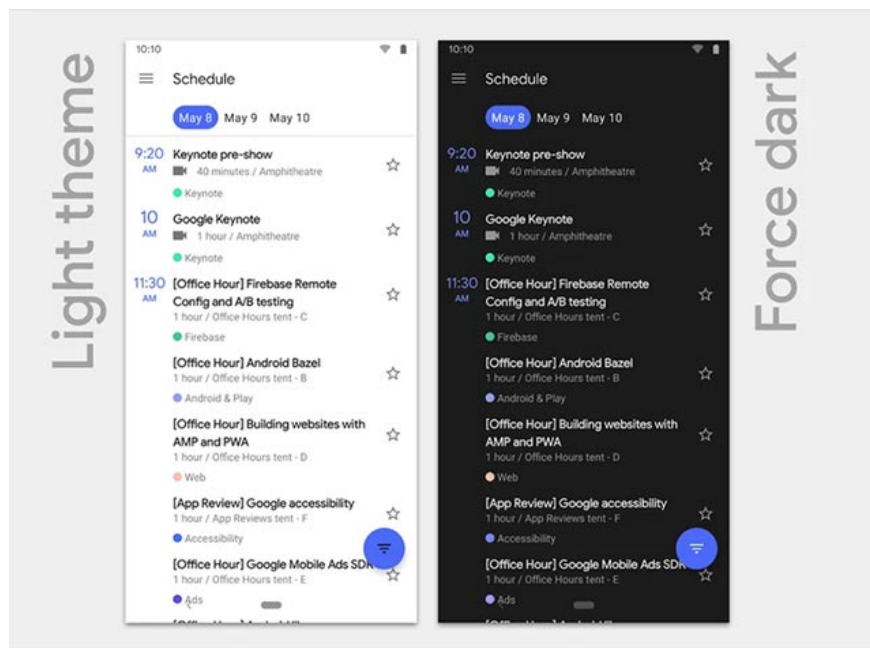 Light theme
10:10
Schedule
May 8 May 9 May 10
9:20 AM
Keynote pre-show
40 minutes / Amphitheatre
Keynote
10 AM
Google Keynote
1 hour / Amphitheatre
Keynote
11:30 AM
[Office Hour] Firebase Remote
Config and A/B testing
1 hour / Office Hours tent - C
Firebase
[Office Hour] Android Bazel
1 hour / Office Hours tent - B
Android & Play
[Office Hour] Building websites with
AMP and PWA
1 hour / Office Hours tent - D
Web
[App Review] Google accessibility
1 hour / App Reviews tent - F
Accessibility
[Office Hour] Google Mobile Ads SDK
1 hour / Office Hours tent - E
Ads
10:10
Schedule
May 8 May 9 May 10
9:20 AM
Keynote pre-show
40 minutes / Amphitheatre
Keynote
10 AM
Google Keynote
1 hour / Amphitheatre
Keynote
11:30 AM
[Office Hour] Firebase Remote
Config and A/B testing
1 hour / Office Hours tent - C
Firebase
[Office Hour] Android Bazel
1 hour / Office Hours tent - B
Android & Play
[Office Hour] Building websites with
AMP and PWA
1 hour / Office Hours tent - D
Web
[App Review] Google accessibility
1 hour / App Reviews tent - F
Accessibility
[Office Hour] Google Mobile Ads SDK
1 hour / Office Hours tent - E
Ads
Force dark